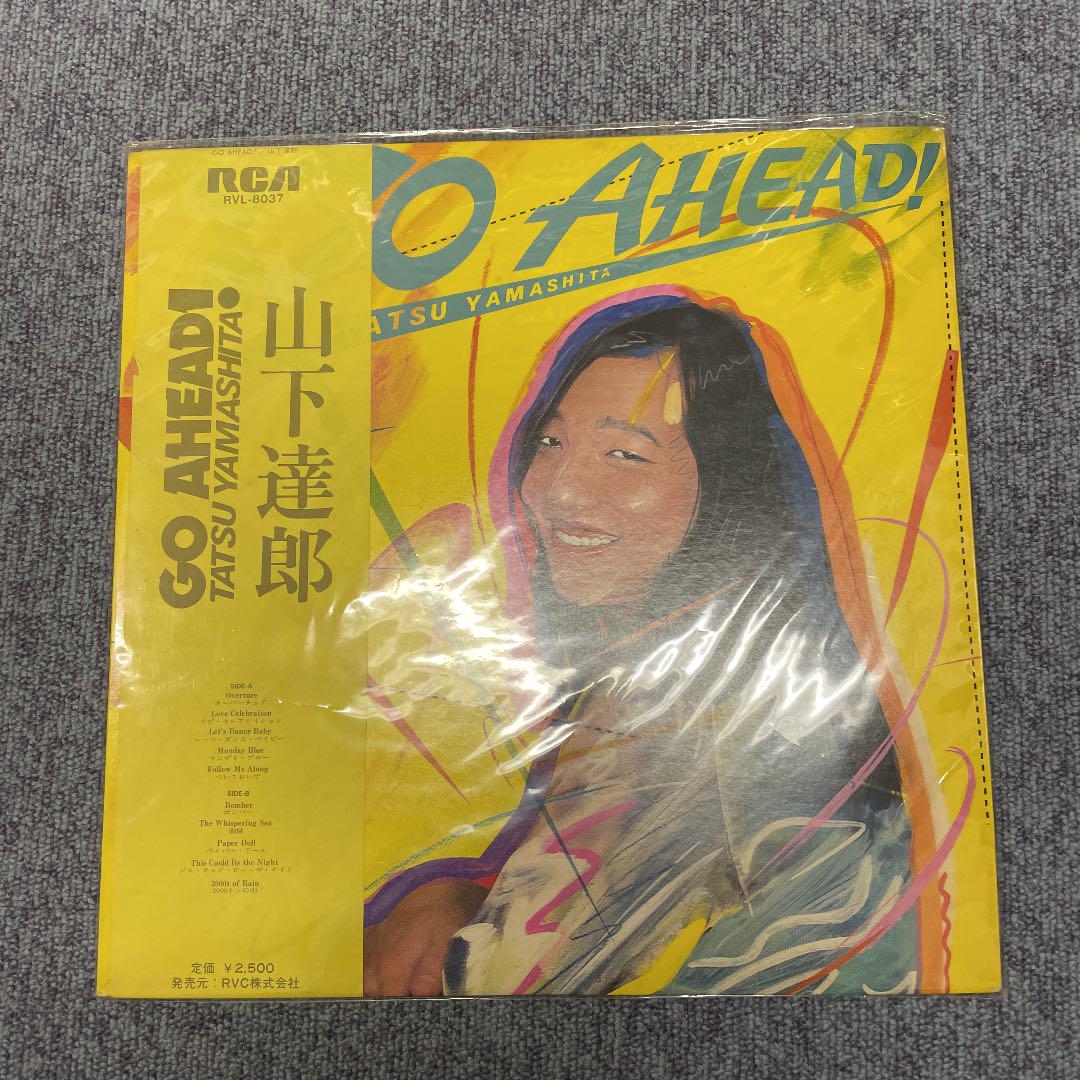 GO AHEAD! / 山下達郎
RCA
RVL-8037
GO AHEAD!
TATSU YAMASHITA!
山下達郎
SIDE-A
Overture
オーバーチュア
Love Celebration
ラブ・セレブレイション
Let's Dance Baby
レッツ・ダンス・ベイビー
Monday Blue
マンデイ・ブルー
Follow Me Along
ついておいで
SIDE-B
Bomber
ボンバー
The Whispering Sea
潮騒
Paper Doll
ペイパー・ドール
This Could Be the Night
ジス・クッド・ビー・ザ・ナイト
2000t of Rain
2000トンの雨
定価 ¥2,500
発売元:RVC株式会社
O AHEAD!
ATSU YAMASHITA